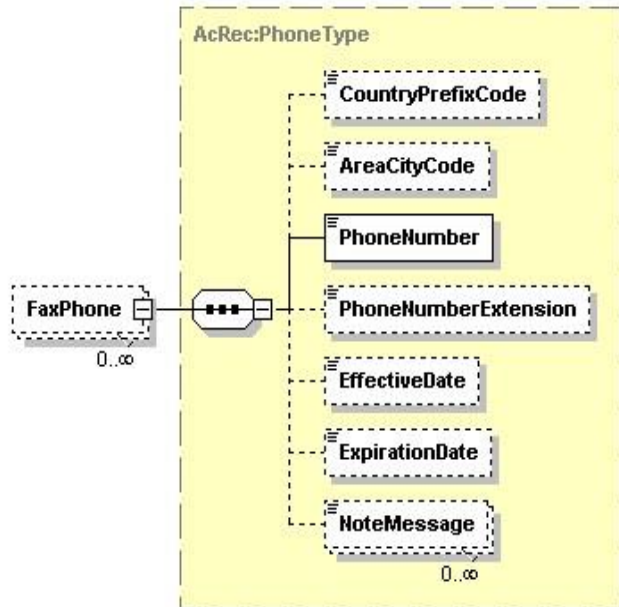 AcRec:PhoneType
CountryPrefixCode
AreaCityCode
PhoneNumber
FaxPhone
0..∞
PhoneNumberExtension
EffectiveDate
ExpirationDate
NoteMessage
0..∞